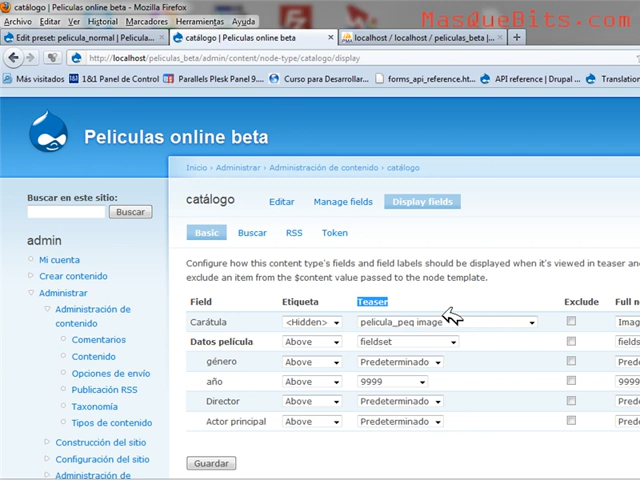 catálogo | Peliculas online beta - Mozilla Firefox
Archivo Editar Ver Historial Marcadores Herramientas Ayuda
MasQueBits.com
Edit preset: pelicula_normal | Peliculas...
catálogo | Peliculas online beta
localhost / localhost / peliculas_beta | ...
http://localhost/peliculas_beta/admin/content/node-type/catalogo/display
Más visitados
1&1 Panel de Control
Parallels Plesk Panel 9....
Curso para Desarrollar...
forms_api_reference.ht...
API reference | Drupal...
Translation
Peliculas online beta
Inicio › Administrar › Administración de contenido › catálogo
Buscar en este sitio:
Buscar
catálogo
Editar
Manage fields
Display fields
Basic
Buscar
RSS
Token
admin
Mi cuenta
Crear contenido
Administrar
Administración de contenido
Comentarios
Contenido
Opciones de envío
Publicación RSS
Taxonomía
Tipos de contenido
Construcción del sitio
Configuración del sitio
Administración de
Configure how this content type's fields and field labels should be displayed when it's viewed in teaser and
exclude an item from the $content value passed to the node template.
Field Etiqueta Teaser Exclude Full n
Carátula <Hidden> pelicula_peq image Imag
Datos película Above fieldset fields
género Above Predeterminado Prede
año Above 9999 9999
Director Above Predeterminado Prede
Actor principal Above Predeterminado Prede
Guardar